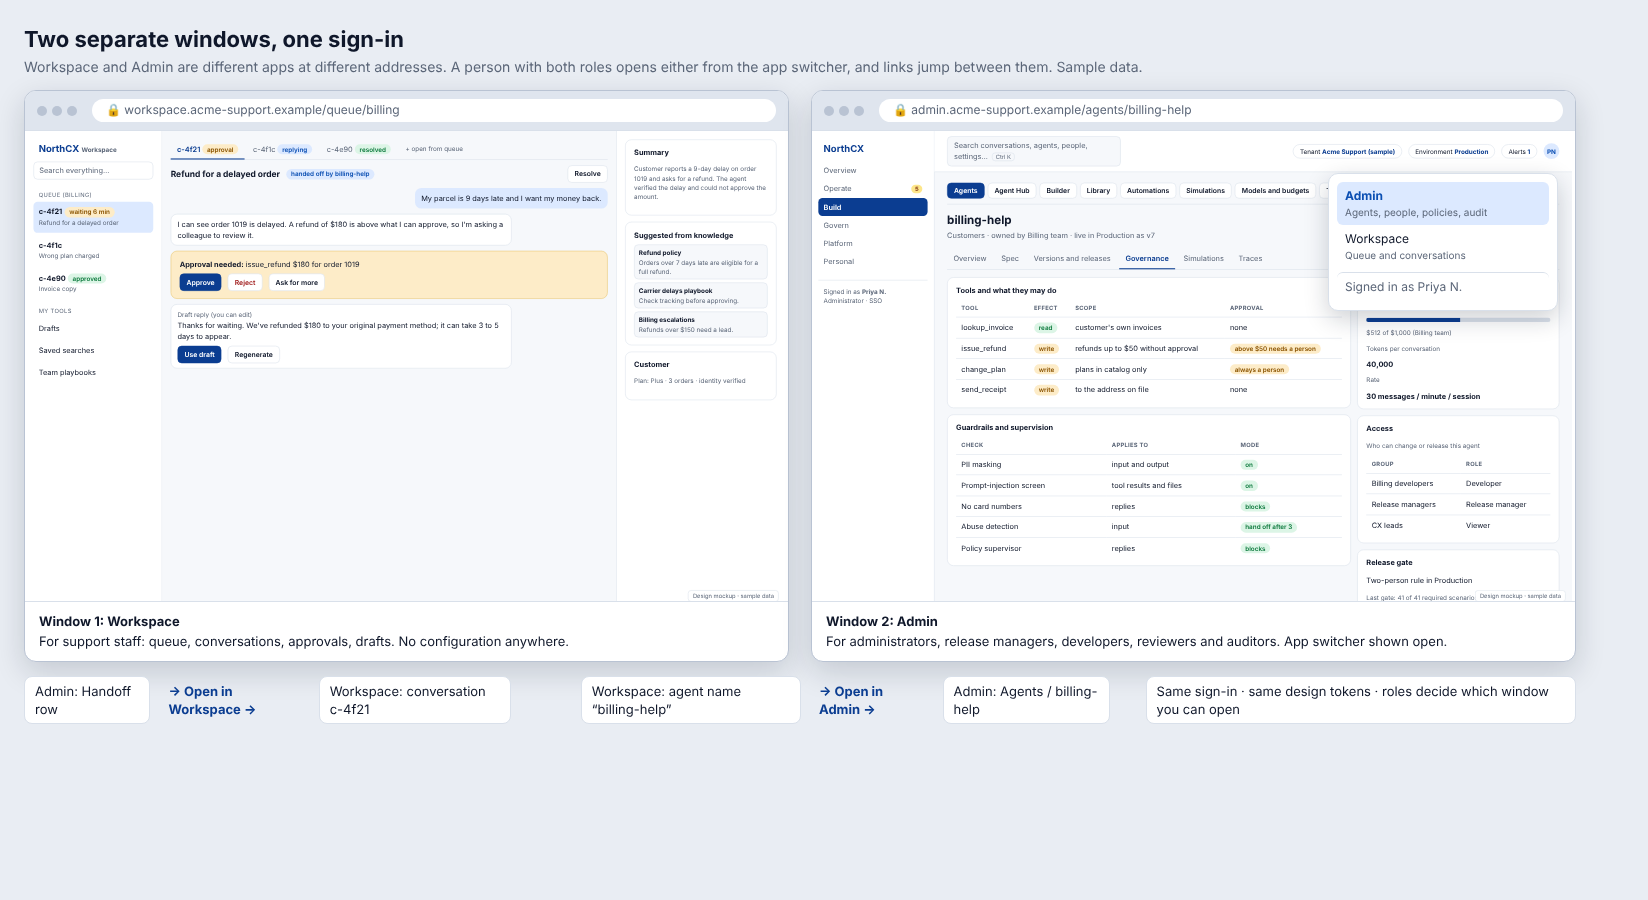 Two separate windows, one sign-in
Workspace and Admin are different apps at different addresses. A person with both roles opens either from the app switcher, and links jump between them. Sample data.
workspace.acme-support.example/queue/billing
NorthCX Workspace
Search everything...
QUEUE (BILLING)
c-4f21 waiting 6 min
Refund for a delayed order
c-4f1c
Wrong plan charged
c-4e90 approved
Invoice copy
MY TOOLS
Drafts
Saved searches
Team playbooks
c-4f21 approval
c-4f1c replying
c-4e90 resolved
+ open from queue
Refund for a delayed order handed off by billing-help
Resolve
My parcel is 9 days late and I want my money back.
I can see order 1019 is delayed. A refund of $180 is above what I can approve, so I'm asking a
colleague to review it.
Approval needed: issue_refund $180 for order 1019
Approve Reject Ask for more
Draft reply (you can edit)
Thanks for waiting. We've refunded $180 to your original payment method; it can take 3 to 5
days to appear.
Use draft Regenerate
Summary
Customer reports a 9-day delay on order
1019 and asks for a refund. The agent
verified the delay and could not approve the
amount.
Suggested from knowledge
Refund policy
Orders over 7 days late are eligible for a
full refund.
Carrier delays playbook
Check tracking before approving.
Billing escalations
Refunds over $150 need a lead.
Customer
Plan: Plus · 3 orders · identity verified
Design mockup · sample data
Window 1: Workspace
For support staff: queue, conversations, approvals, drafts. No configuration anywhere.
admin.acme-support.example/agents/billing-help
NorthCX
Overview
Operate 5
Build
Govern
Platform
Personal
Signed in as Priya N.
Administrator · SSO
Search conversations, agents, people,
settings... Ctrl K
Tenant Acme Support (sample)
Environment Production
Alerts 1
PN
Agents Agent Hub Builder Library Automations Simulations Models and budgets
billing-help
Customers · owned by Billing team · live in Production as v7
Overview Spec Versions and releases Governance Simulations Traces
Admin
Agents, people, policies, audit
Workspace
Queue and conversations
Signed in as Priya N.
Tools and what they may do
TOOL EFFECT SCOPE APPROVAL
lookup_invoice read customer's own invoices none
issue_refund write refunds up to $50 without approval above $50 needs a person
change_plan write plans in catalog only always a person
send_receipt write to the address on file none
Guardrails and supervision
CHECK APPLIES TO MODE
PII masking input and output on
Prompt-injection screen tool results and files on
No card numbers replies blocks
Abuse detection input hand off after 3
Policy supervisor replies blocks
$512 of $1,000 (Billing team)
Tokens per conversation
40,000
Rate
30 messages / minute / session
Access
Who can change or release this agent
GROUP ROLE
Billing developers Developer
Release managers Release manager
CX leads Viewer
Release gate
Two-person rule in Production
Last gate: 41 of 41 required scenario
Design mockup · sample data
Window 2: Admin
For administrators, release managers, developers, reviewers and auditors. App switcher shown open.
Admin: Handoff
row
→ Open in
Workspace →
Workspace: conversation
c-4f21
Workspace: agent name
“billing-help”
→ Open in
Admin →
Admin: Agents / billing-
help
Same sign-in · same design tokens · roles decide which window
you can open